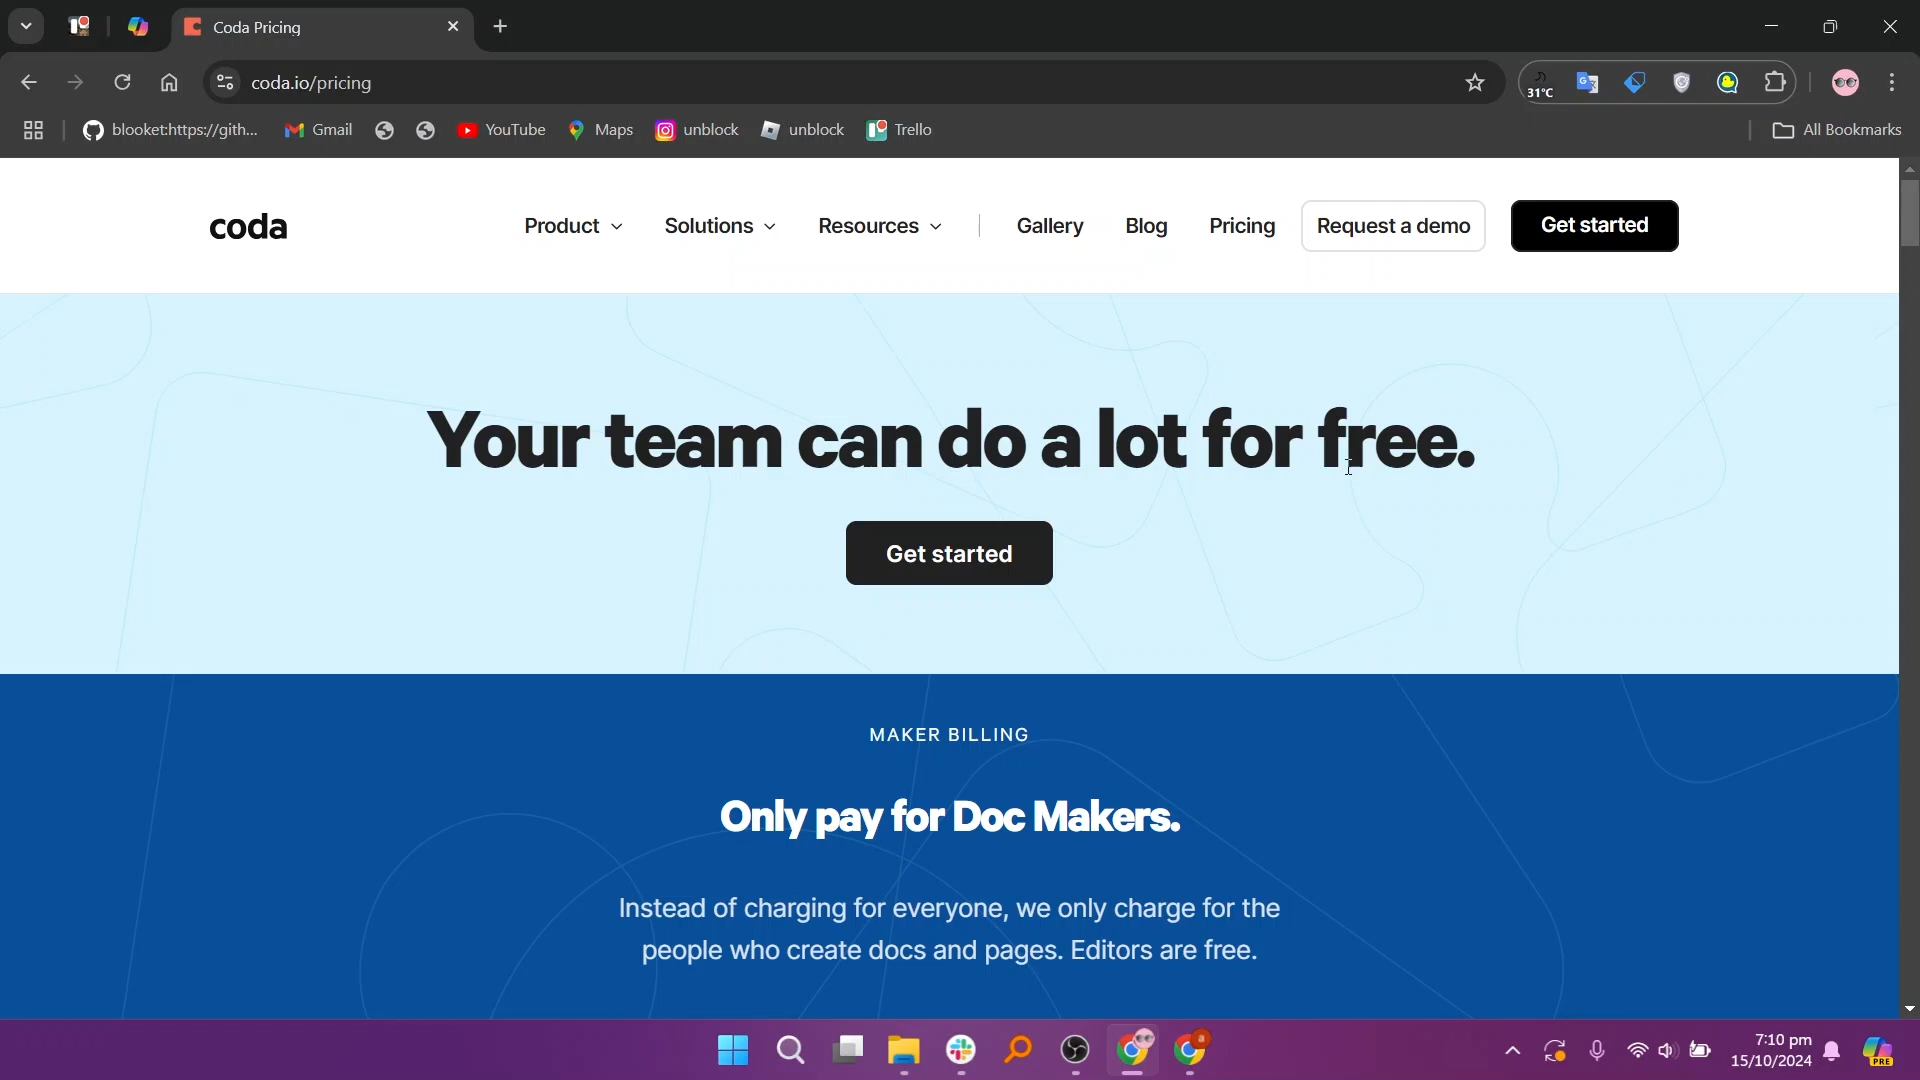 Coda Pricing
coda.io/pricing
31°C
blooket:https://gith...
Gmail
YouTube
Maps
unblock
unblock
Trello
All Bookmarks
coda
Product
Solutions
Resources
Gallery
Blog
Pricing
Request a demo
Get started
Your team can do a lot for free.
Get started
MAKER BILLING
Only pay for Doc Makers.
Instead of charging for everyone, we only charge for the
people who create docs and pages. Editors are free.
7:10 pm
15/10/2024
PRE